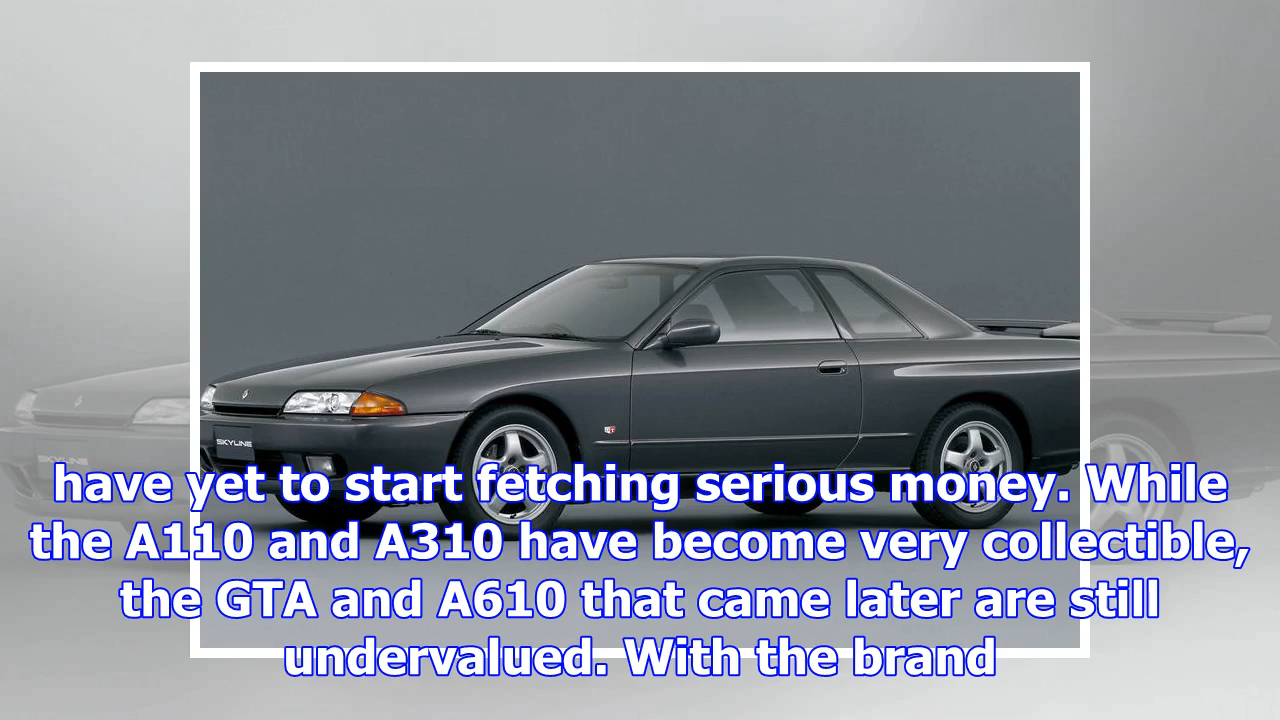 SKYLINE
have yet to start fetching serious money. While
the A110 and A310 have become very collectible,
the GTA and A610 that came later are still
undervalued. With the brand